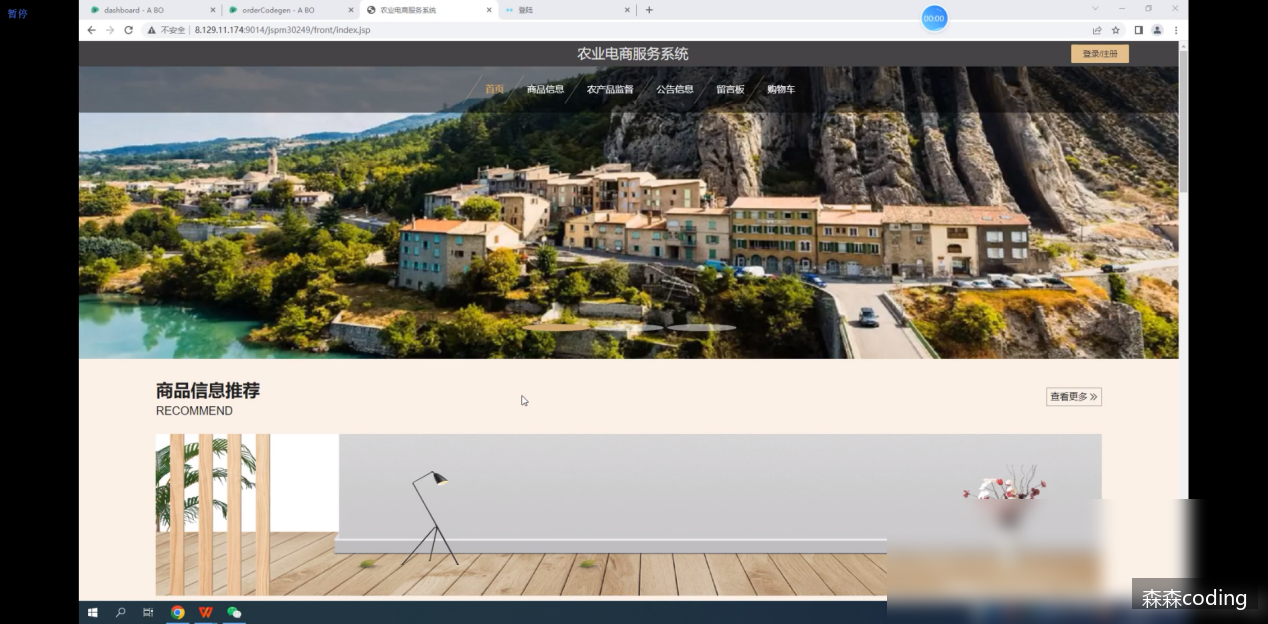 暂停
dashboard - A BO
orderCodegen - A BO
农业电商服务系统
登陆
00:00
不安全 | 8.129.11.174:9014/jspm30249/front/index.jsp
农业电商服务系统
登录/注册
首页 商品信息 农产品监督 公告信息 留言板 购物车
商品信息推荐
RECOMMEND
查看更多
森森coding